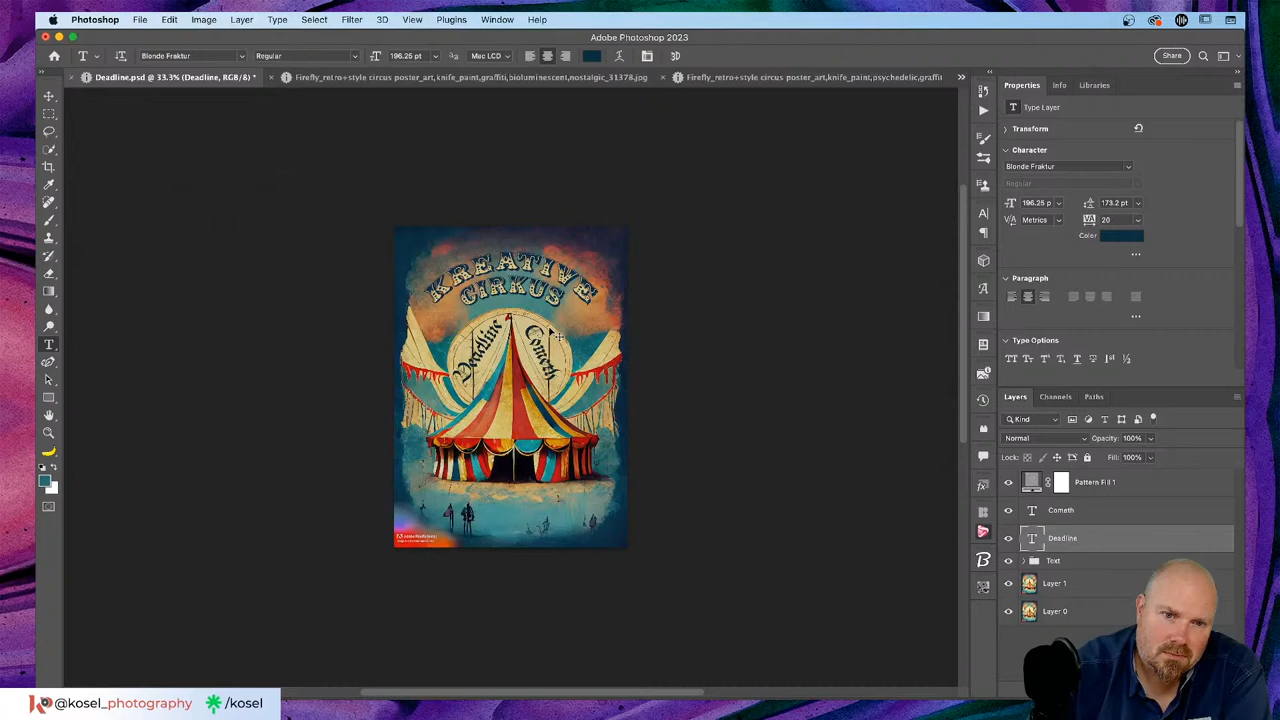 Photoshop File Edit Image Layer Type Select Filter 3D View Plugins Window Help
Adobe Photoshop 2023
T Blonde Fraktur Regular 196.25 pt Mac LCD 3D Share
Deadline.psd @ 33.3% (Deadline, RGB/8) * Firefly_retro+style circus poster_art,knife_paint,graffiti,bioluminescent,nostalgic_31378.jpg Firefly_retro+style circus poster_art,knife_paint,psychedelic,graffiti
Properties Info Libraries
T Type Layer
Transform
Character
Blonde Fraktur
Regular
196.25 p 173.2 pt
Metrics 20
Color
Paragraph
Type Options
Layers Channels Paths
Kind
Normal Opacity: 100%
Lock: Fill: 100%
Pattern Fill 1
T Cometh
T Deadline
Text
Layer 1
Layer 0
KREATIVE
CIRKUS
Deadline Cometh
@kosel_photography /kosel